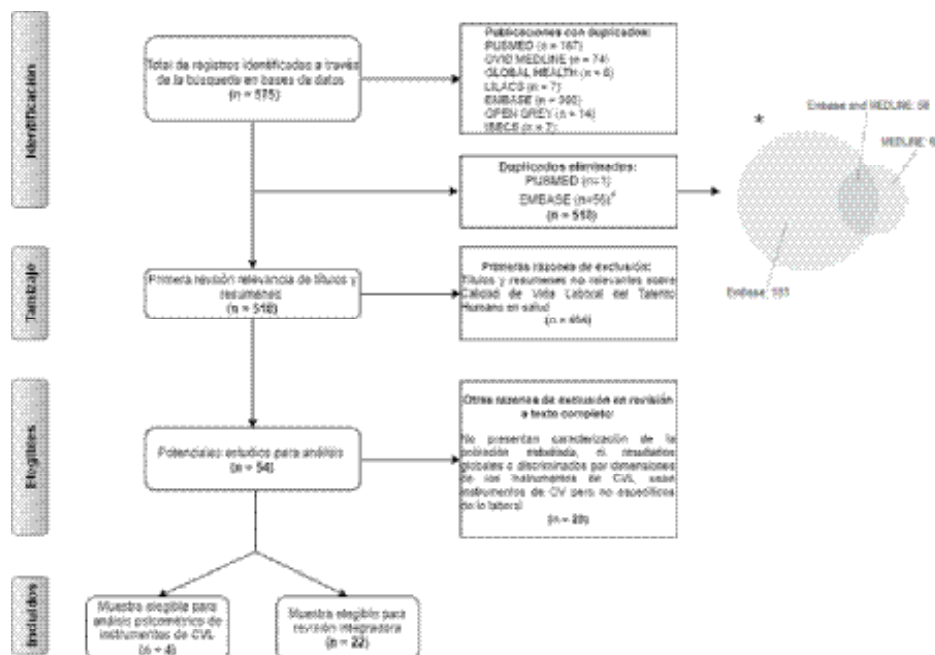 Identificación
Total de registros identificados a través
de la búsqueda en bases de datos
(n = 575)
Publicaciones con duplicados:
PUBMED (n = 167)
OVID MEDLINE (n = 74)
GLOBAL HEALTH (n =
LILACS (n = 7)
EMBASE (n =
OPEN GREY (n = 14)
IBECS (n = 7)
Duplicados eliminados:
PUBMED (n=1)
EMBASE (n=56)*
(n = 518)
*
Embase and MEDLINE:
MEDLINE:
Embase:
Tamizaje
Primera revisión relevancia de títulos y
resúmenes
(n = 518)
Primeras razones de exclusión:
Títulos y resúmenes no relevantes sobre
Calidad de Vida Laboral del Talento
Humano en salud
(n = 464)
Elegibles
Potenciales estudios para análisis
(n = 54)
Otras razones de exclusión en revisión
a texto completo:
No presentan caracterización de la
población estudiada, ni resultados
globales o discriminados por dimensiones
de los instrumentos de CVL, usan
instrumentos de CV pero no específicos
de lo laboral
(n =
Incluidos
Muestra elegible para
análisis psicométrico de
instrumentos de CVL
(n = 4)
Muestra elegible para
revisión integradora
(n = 22)